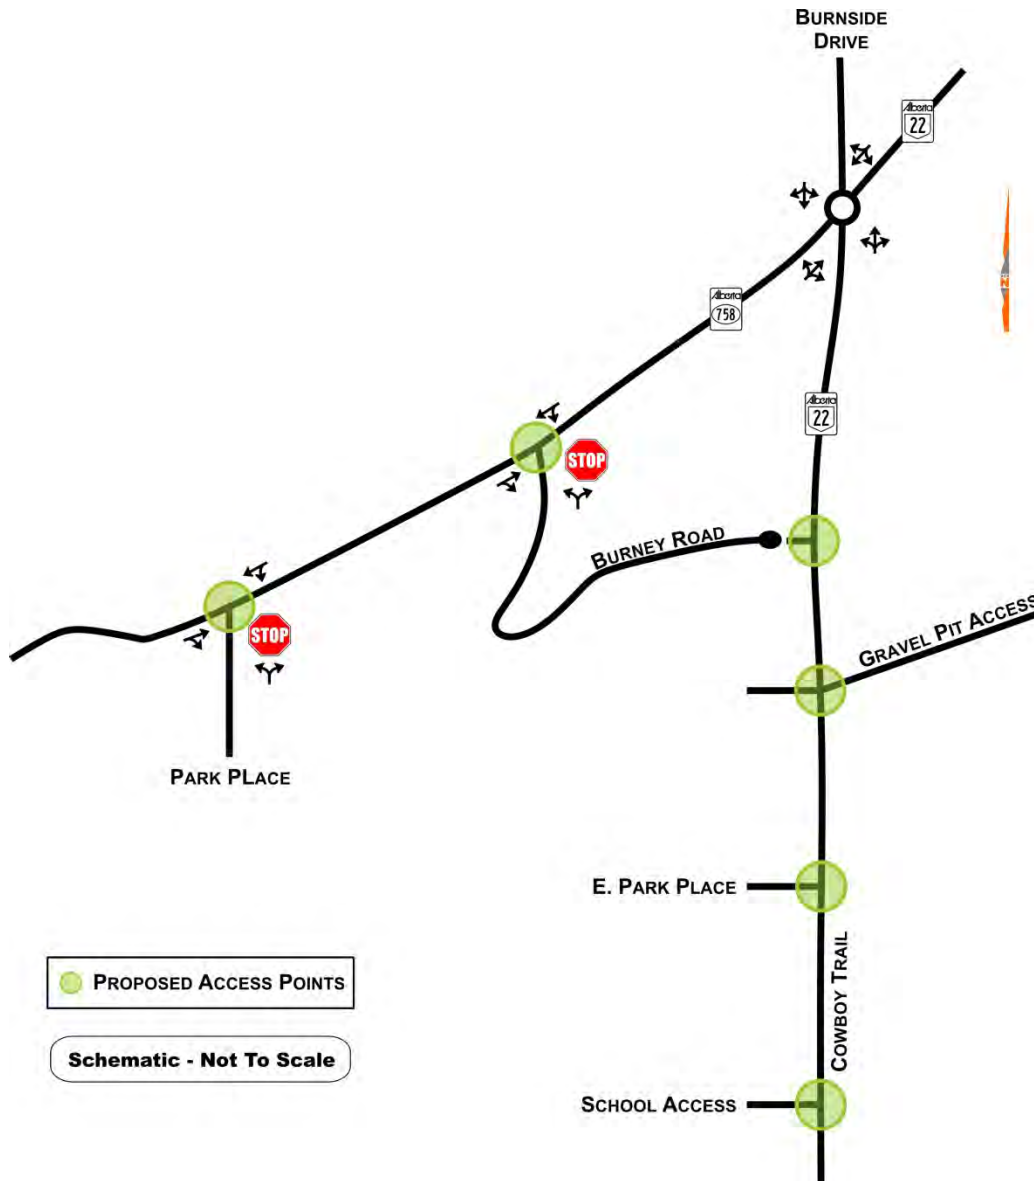 BURNSIDE
DRIVE
Alberta
22
Alberta
758
Alberta
22
STOP
BURNEY ROAD
N
GRAVEL PIT ACCESS
STOP
PARK PLACE
E. PARK PLACE
COWBOY TRAIL
PROPOSED ACCESS POINTS
Schematic - Not To Scale
SCHOOL ACCESS